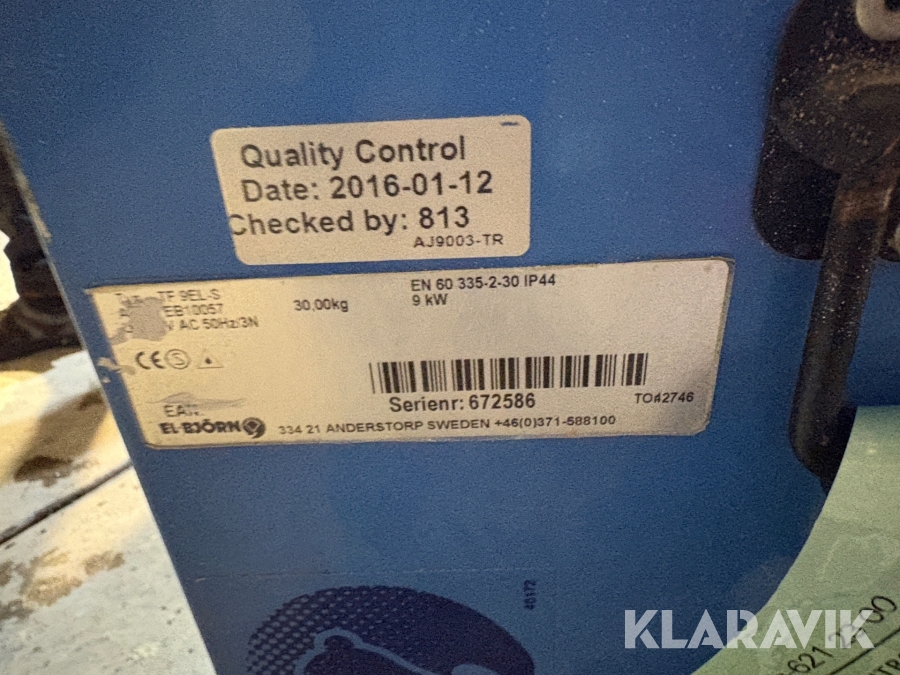 Quality Control
Date: 2016-01-12
Checked by: 813
AJ9003-TR
TF 9EL-S
30,00kg
EN 60 335-2-30 IP44
EB10057
9 kW
V AC 50Hz/3N
CE S
EAN:
Serienr: 672586
TO#2746
EL-BJÖRN
334 21 ANDERSTORP SWEDEN +46(0)371-588100
40172
KLARAVIK